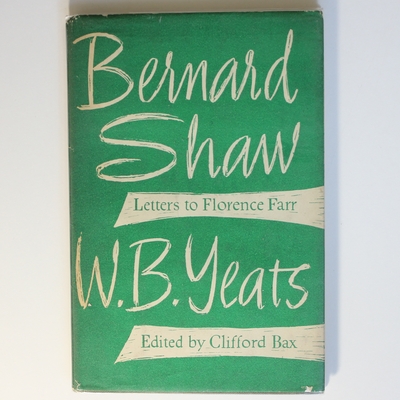 Bernard
Shaw
Letters to Florence Farr
W.B.Yeats
Edited by Clifford Bax